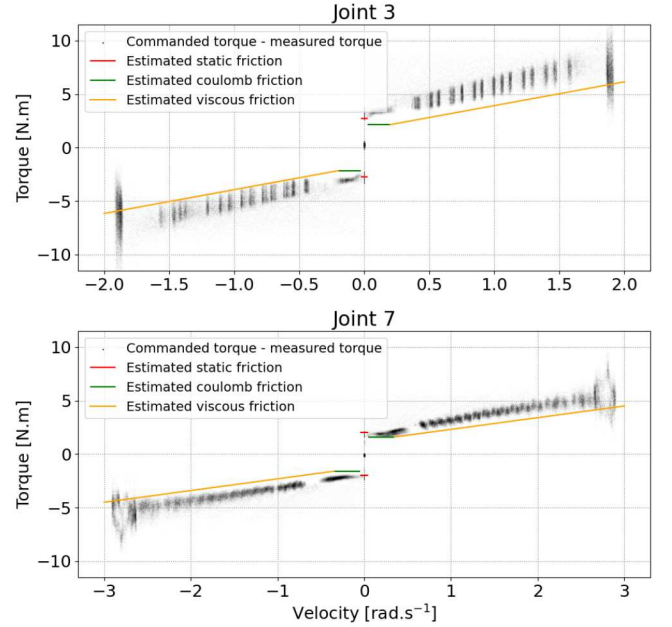 Joint 3
Torque [N.m]
10
5
0
−5
−10
Commanded torque - measured torque
Estimated static friction
Estimated coulomb friction
Estimated viscous friction
−2.0 −1.5 −1.0 −0.5 0.0 0.5 1.0 1.5 2.0
Joint 7
Torque [N.m]
10
5
0
−5
−10
Commanded torque - measured torque
Estimated static friction
Estimated coulomb friction
Estimated viscous friction
−3 −2 −1 0 1 2 3
Velocity [rad.s⁻¹]